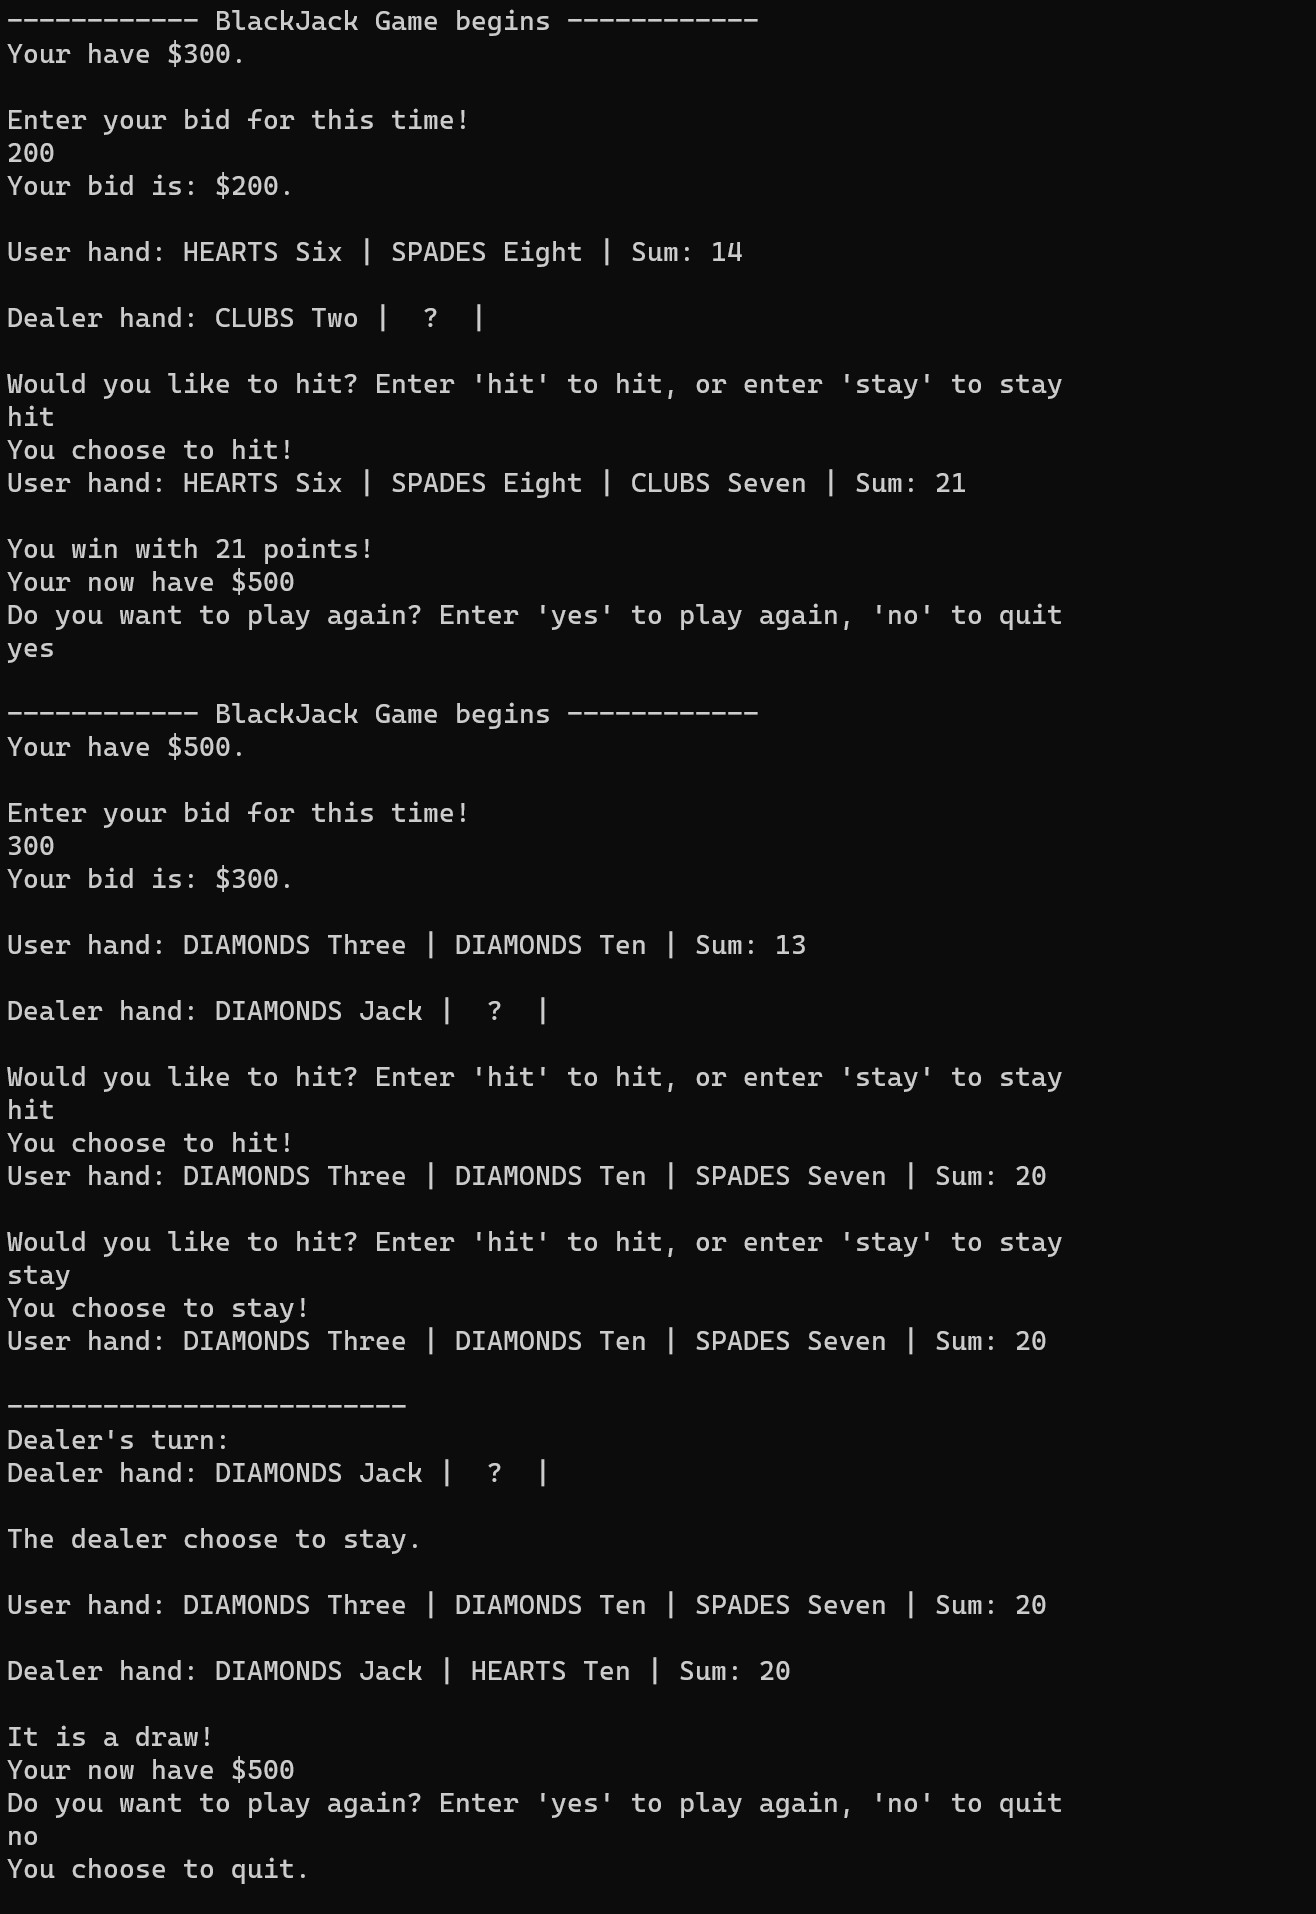 ------------ BlackJack Game begins ------------
Your have $300.
Enter your bid for this time!
200
Your bid is: $200.
User hand: HEARTS Six | SPADES Eight | Sum: 14
Dealer hand: CLUBS Two |  ?  |
Would you like to hit? Enter 'hit' to hit, or enter 'stay' to stay
hit
You choose to hit!
User hand: HEARTS Six | SPADES Eight | CLUBS Seven | Sum: 21
You win with 21 points!
Your now have $500
Do you want to play again? Enter 'yes' to play again, 'no' to quit
yes
------------ BlackJack Game begins ------------
Your have $500.
Enter your bid for this time!
300
Your bid is: $300.
User hand: DIAMONDS Three | DIAMONDS Ten | Sum: 13
Dealer hand: DIAMONDS Jack |  ?  |
Would you like to hit? Enter 'hit' to hit, or enter 'stay' to stay
hit
You choose to hit!
User hand: DIAMONDS Three | DIAMONDS Ten | SPADES Seven | Sum: 20
Would you like to hit? Enter 'hit' to hit, or enter 'stay' to stay
stay
You choose to stay!
User hand: DIAMONDS Three | DIAMONDS Ten | SPADES Seven | Sum: 20
-------------------------
Dealer's turn:
Dealer hand: DIAMONDS Jack |  ?  |
The dealer choose to stay.
User hand: DIAMONDS Three | DIAMONDS Ten | SPADES Seven | Sum: 20
Dealer hand: DIAMONDS Jack | HEARTS Ten | Sum: 20
It is a draw!
Your now have $500
Do you want to play again? Enter 'yes' to play again, 'no' to quit
no
You choose to quit.